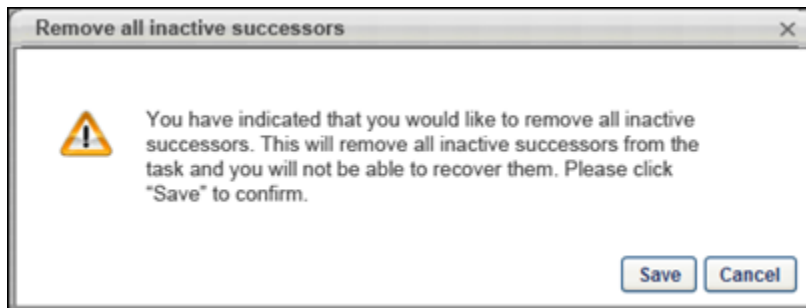 Remove all inactive successors
You have indicated that you would like to remove all inactive
successors. This will remove all inactive successors from the
task and you will not be able to recover them. Please click
“Save” to confirm.
Save Cancel